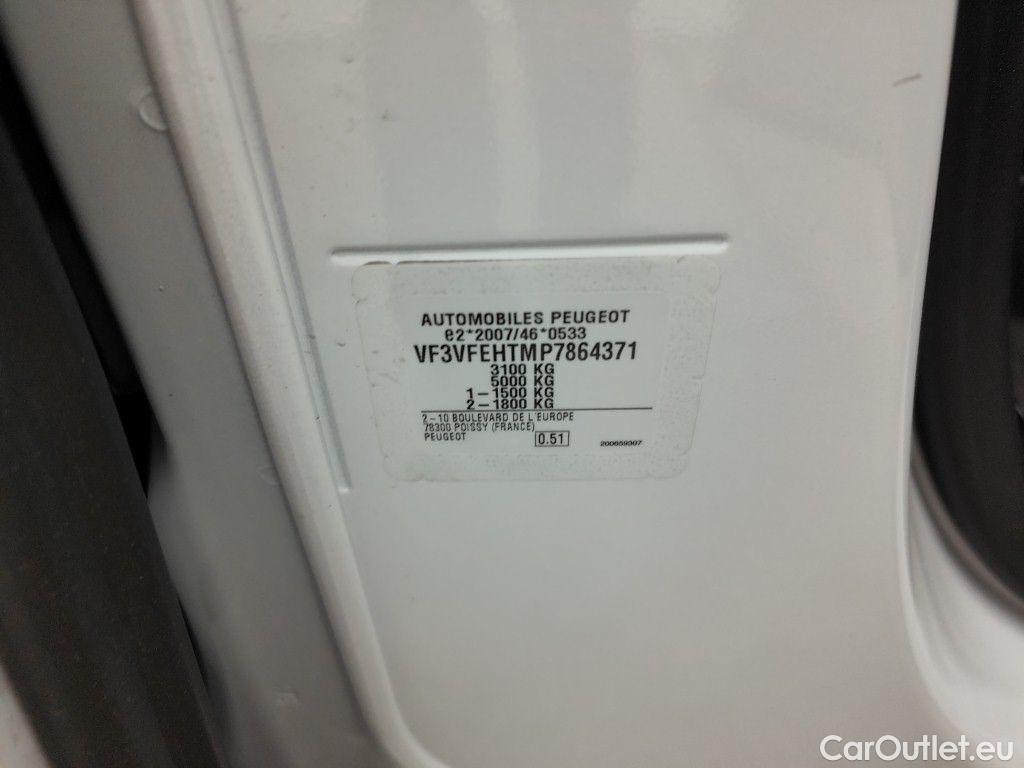 AUTOMOBILES PEUGEOT
e2*2007/46*0533
VF3VFEHTMP7864371
3100 KG
5000 KG
1-1500 KG
2-1800 KG
2-10 BOULEVARD DE L'EUROPE
78300 POISSY (FRANCE)
PEUGEOT 0.51 200659307
CarOutlet.eu